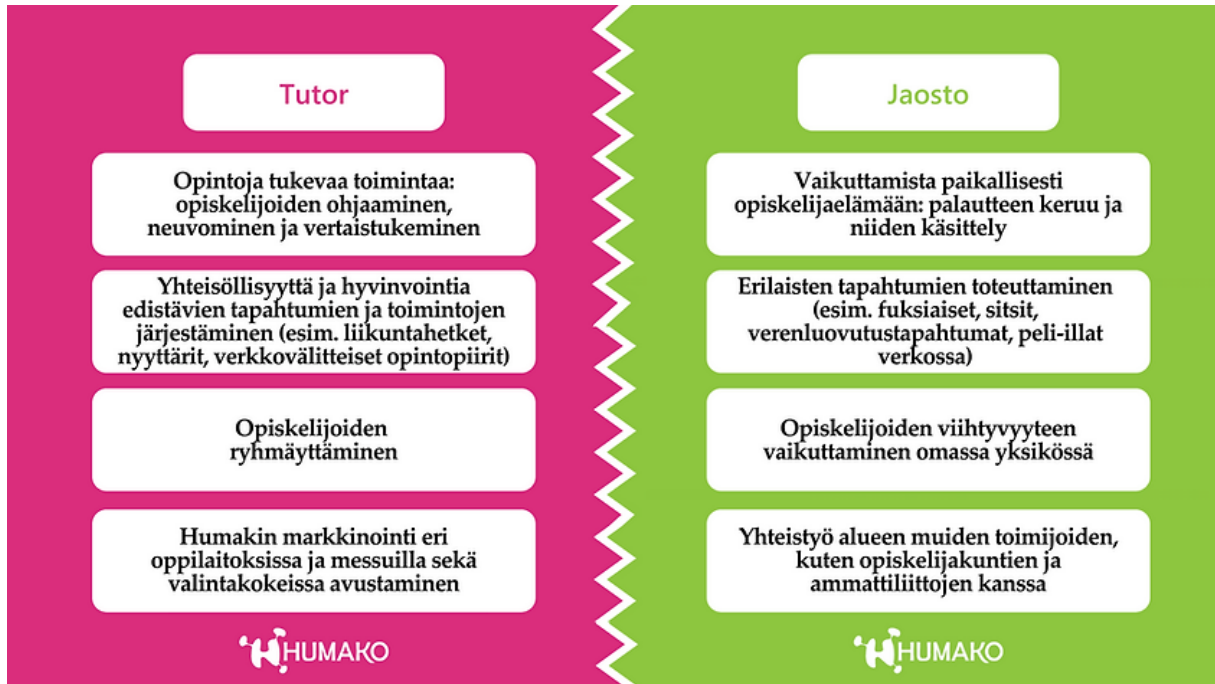 Tutor
Opintoja tukevaa toimintaa:
opiskelijoiden ohjaaminen,
neuvominen ja vertaistukeminen
Yhteisöllisyyttä ja hyvinvointia
edistävien tapahtumien ja toimintojen
järjestäminen (esim. liikuntahetket,
nyyttärit, verkkovälitteiset opintopiirit)
Opiskelijoiden
ryhmäyttäminen
Humakin markkinointi eri
oppilaitoksissa ja messuilla sekä
valintakokeissa avustaminen
HUMAKO
Jaosto
Vaikuttamista paikallisesti
opiskelijaelämään: palautteen keruu ja
niiden käsittely
Erilaisten tapahtumien toteuttaminen
(esim. fuksiaiset, sitsit,
verenluovutustapahtumat, peli-illat
verkossa)
Opiskelijoiden viihtyvyyteen
vaikuttaminen omassa yksikössä
Yhteistyö alueen muiden toimijoiden,
kuten opiskelijakuntien ja
ammattiliittojen kanssa
HUMAKO